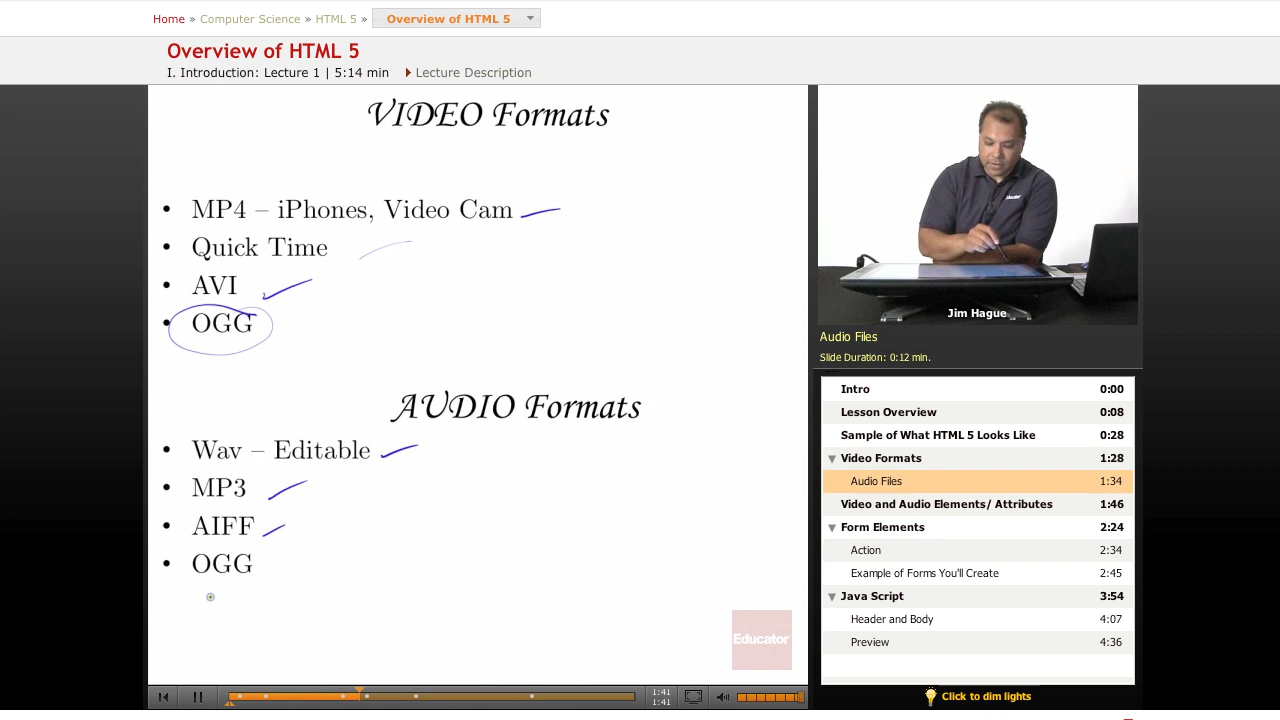 Home » Computer Science » HTML 5 » Overview of HTML 5
Overview of HTML 5
I. Introduction: Lecture 1 | 5:14 min Lecture Description
VIDEO Formats
• MP4 – iPhones, Video Cam
• Quick Time
• AVI
• OGG
AUDIO Formats
• Wav – Editable
• MP3
• AIFF
• OGG
Educator
1:41
1:41
Jim Hague
Audio Files
Slide Duration: 0:12 min.
Intro 0:00
Lesson Overview 0:08
Sample of What HTML 5 Looks Like 0:28
Video Formats 1:28
Audio Files 1:34
Video and Audio Elements/ Attributes 1:46
Form Elements 2:24
Action 2:34
Example of Forms You'll Create 2:45
Java Script 3:54
Header and Body 4:07
Preview 4:36
Click to dim lights